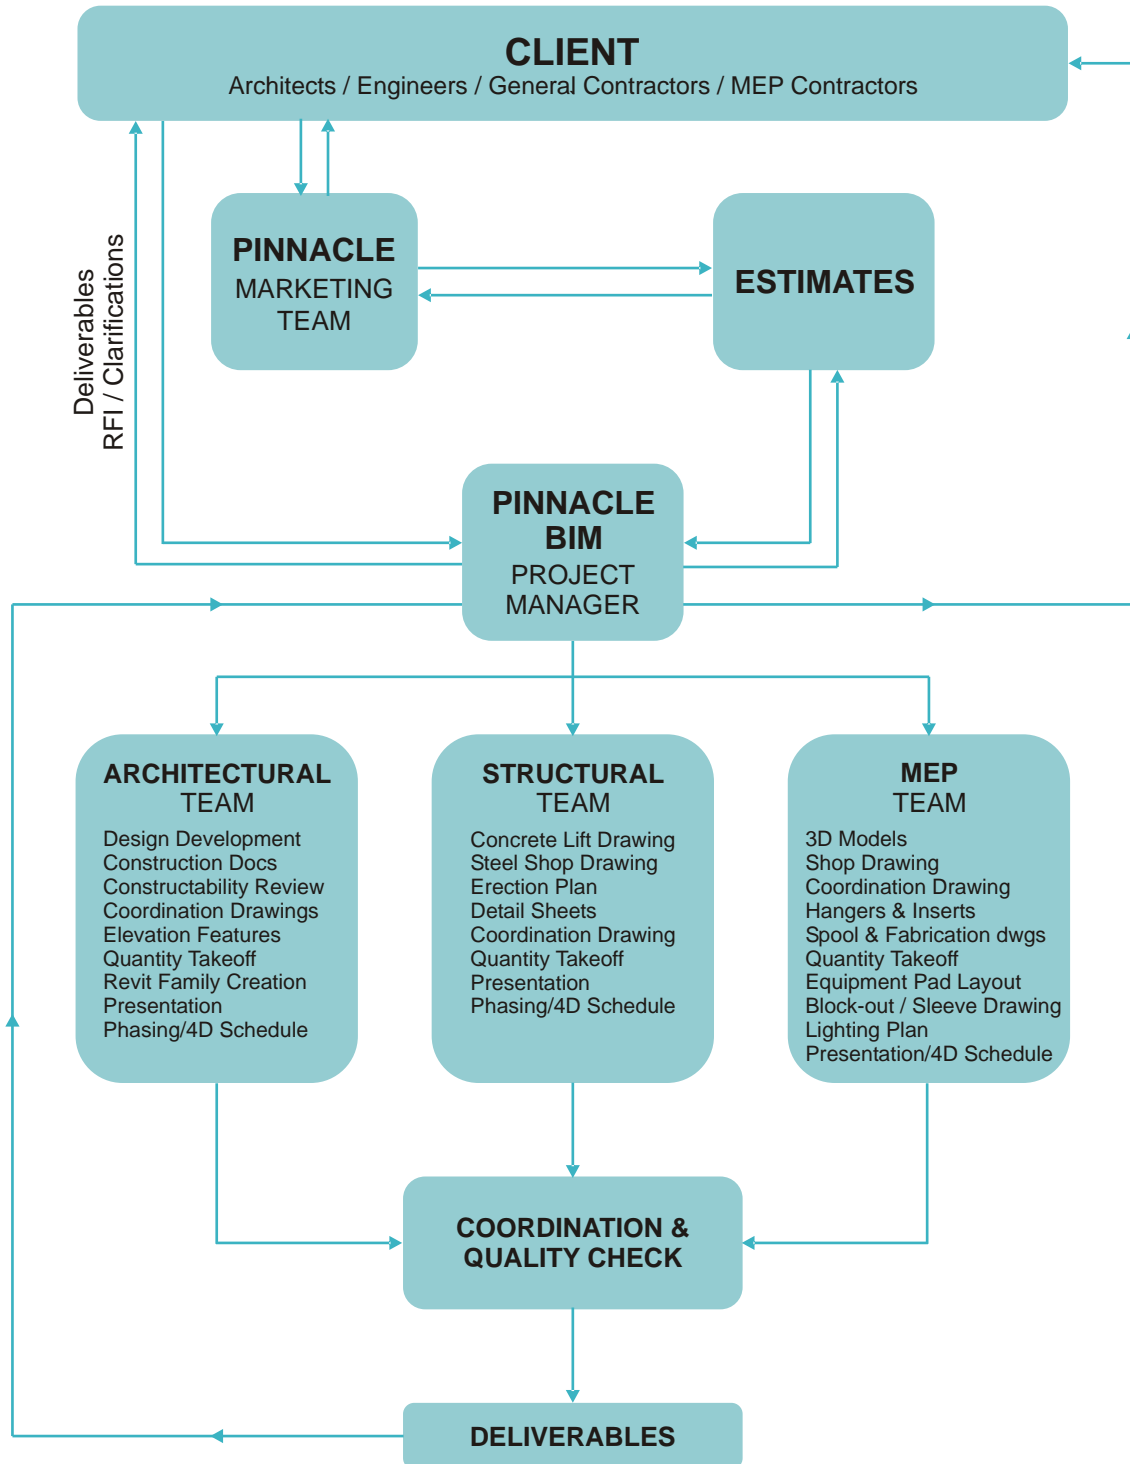 CLIENT
Architects / Engineers / General Contractors / MEP Contractors
Deliverables
RFI / Clarifications
PINNACLE
MARKETING
TEAM
ESTIMATES
PINNACLE
BIM
PROJECT
MANAGER
ARCHITECTURAL
TEAM
Design Development
Construction Docs
Constructability Review
Coordination Drawings
Elevation Features
Quantity Takeoff
Revit Family Creation
Presentation
Phasing/4D Schedule
STRUCTURAL
TEAM
Concrete Lift Drawing
Steel Shop Drawing
Erection Plan
Detail Sheets
Coordination Drawing
Quantity Takeoff
Presentation
Phasing/4D Schedule
MEP
TEAM
3D Models
Shop Drawing
Coordination Drawing
Hangers & Inserts
Spool & Fabrication dwgs
Quantity Takeoff
Equipment Pad Layout
Block-out / Sleeve Drawing
Lighting Plan
Presentation/4D Schedule
COORDINATION &
QUALITY CHECK
DELIVERABLES